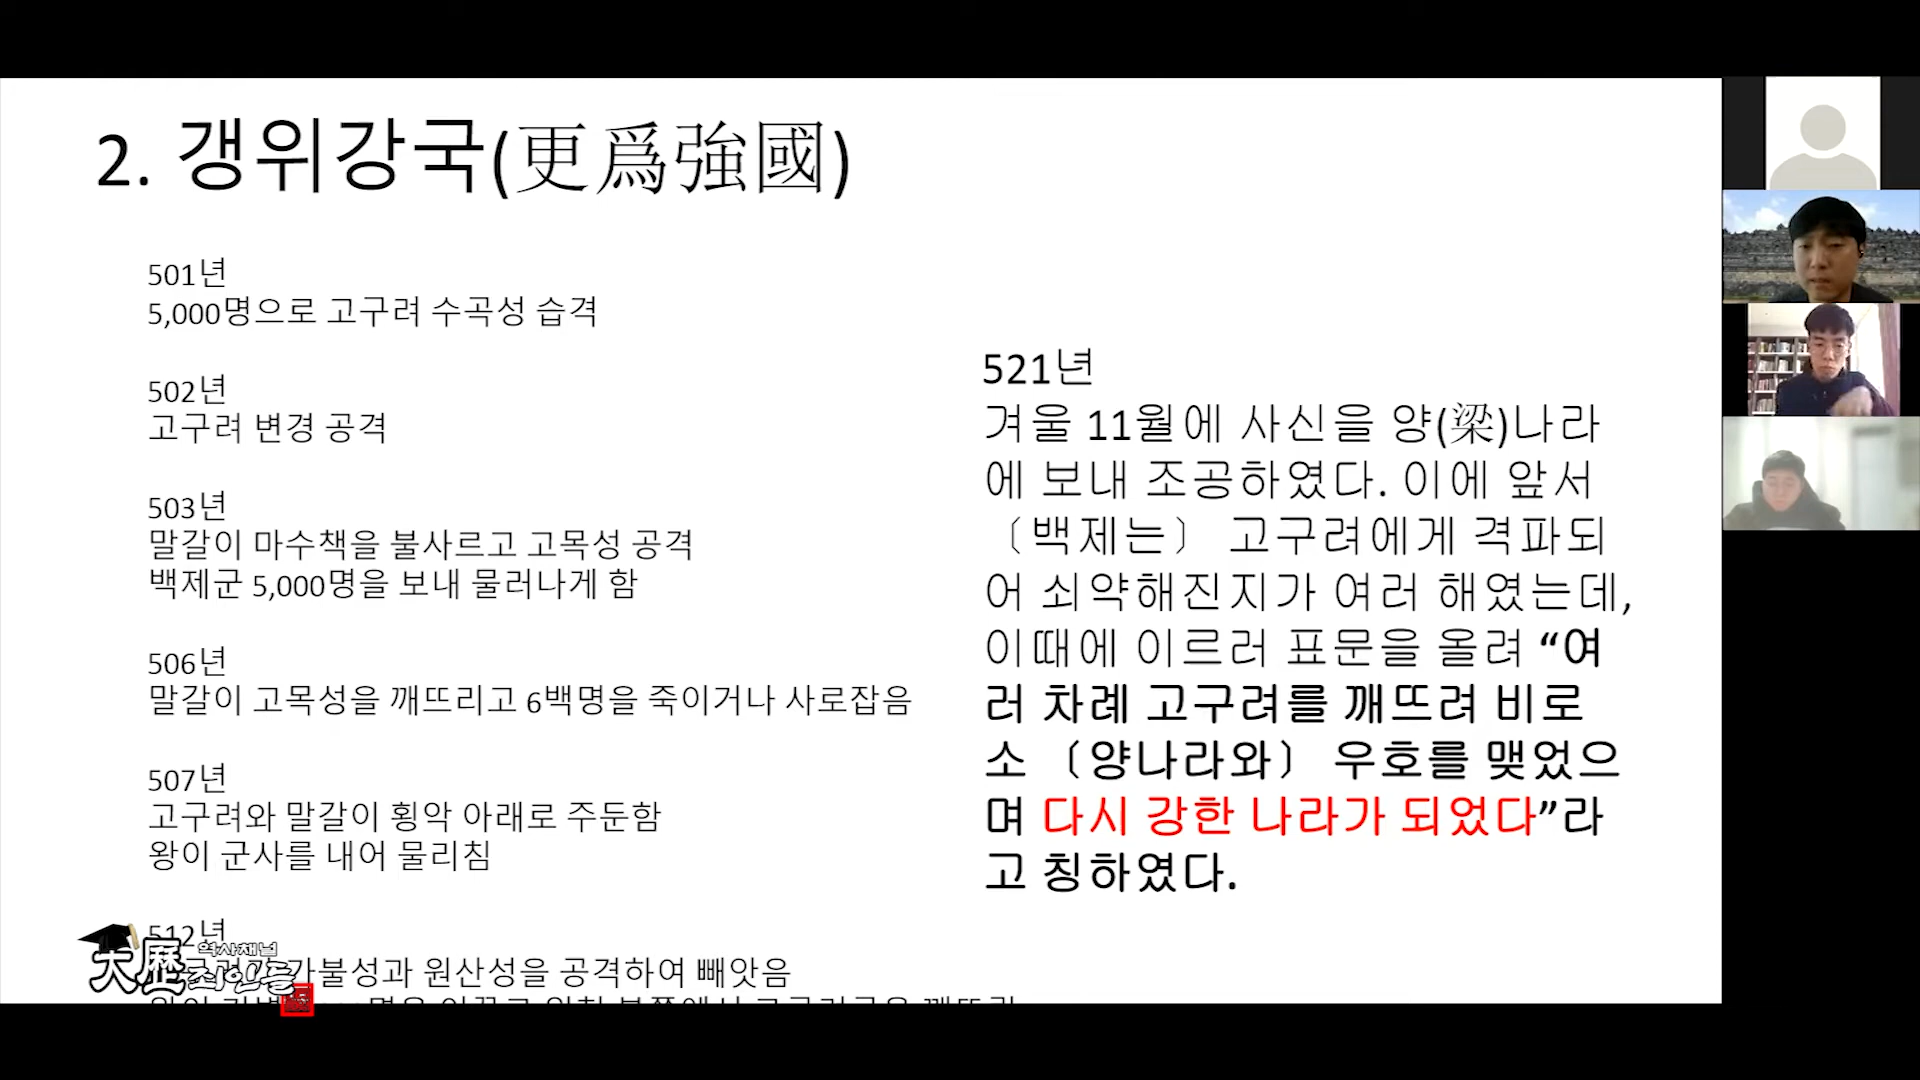 2. 갱위강국(更爲強國)
501년
5,000명으로 고구려 수곡성 습격
502년
고구려 변경 공격
503년
말갈이 마수책을 불사르고 고목성 공격
백제군 5,000명을 보내 물러나게 함
506년
말갈이 고목성을 깨뜨리고 6백명을 죽이거나 사로잡음
507년
고구려와 말갈이 횡악 아래로 주둔함
왕이 군사를 내어 물리침
512년
가불성과 원산성을 공격하여 빼앗음
521년
겨울 11월에 사신을 양(梁)나라
에 보내 조공하였다. 이에 앞서
〔백제는〕 고구려에게 격파되
어 쇠약해진지가 여러 해였는데,
이때에 이르러 표문을 올려 “여
러 차례 고구려를 깨뜨려 비로
소 〔양나라와〕 우호를 맺었으
며 다시 강한 나라가 되었다”라
고 칭하였다.
大歷 역사채널